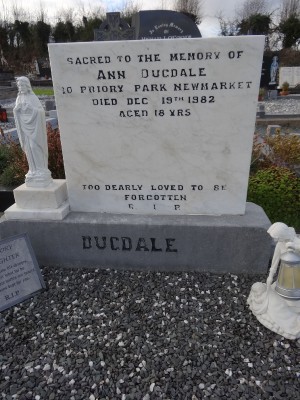 SACRED TO THE MEMORY OF
ANN DUGDALE
10 PRIORY PARK NEWMARKET
DIED DEC 19TH 1982
AGED 18 YRS
TOO DEARLY LOVED TO BE
FORGOTTEN
R I P
DUGDALE
R.I.P.